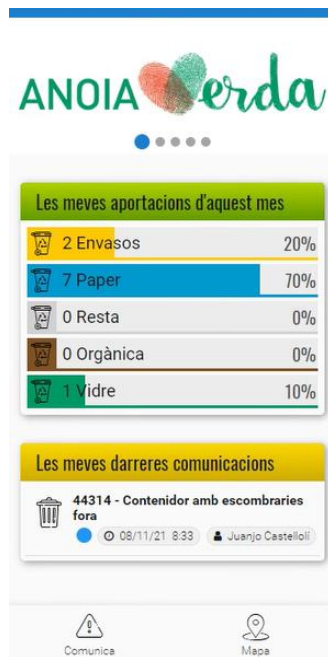 ANOIA Verda
Les meves aportacions d'aquest mes
2 Envasos 20%
7 Paper 70%
0 Resta 0%
0 Orgànica 0%
1 Vidre 10%
Les meves darreres comunicacions
44314 - Contenidor amb escombraries
fora
08/11/21 8:33 Juanjo Castellolí
Comunica Mapa